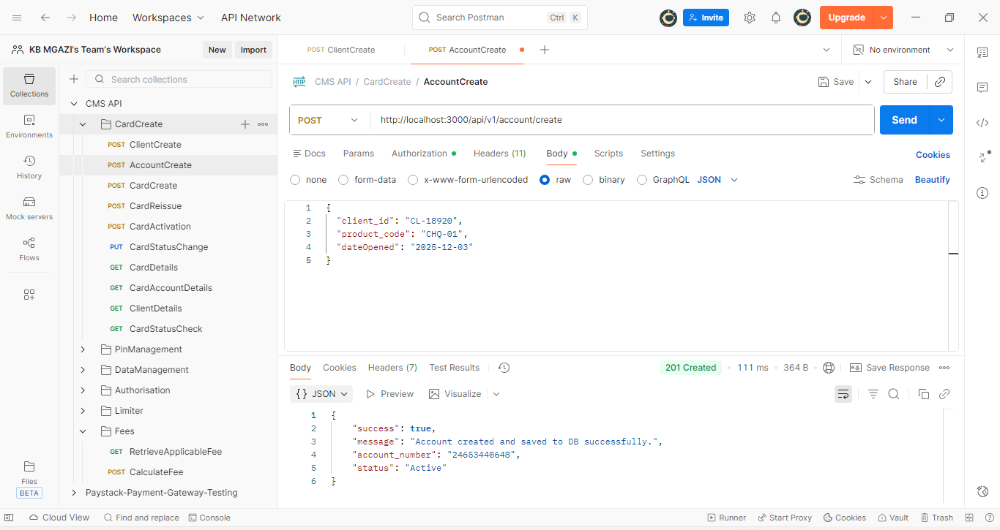 Home
Workspaces
API Network
Search Postman
Ctrl K
Invite
Upgrade
KB MGAZI's Team's Workspace
New
Import
POST ClientCreate
POST AccountCreate
No environment
Collections
Environments
History
Mock servers
Flows
Files
BETA
Search collections
CMS API
CardCreate
POST ClientCreate
POST AccountCreate
POST CardCreate
POST CardReissue
POST CardActivation
PUT CardStatusChange
GET CardDetails
GET CardAccountDetails
GET ClientDetails
GET CardStatusCheck
PinManagement
DataManagement
Authorisation
Limiter
Fees
GET RetrieveApplicableFee
POST CalculateFee
Paystack-Payment-Gateway-Testing
HTTP CMS API / CardCreate / AccountCreate
Save
Share
POST
http://localhost:3000/api/v1/account/create
Send
Docs
Params
Authorization
Headers (11)
Body
Scripts
Settings
Cookies
none
form-data
x-www-form-urlencoded
raw
binary
GraphQL
JSON
Schema
Beautify
1 {
2 "client_id": "CL-18920",
3 "product_code": "CHQ-01",
4 "dateOpened": "2025-12-03"
5 }
Body
Cookies
Headers (7)
Test Results
201 Created
111 ms
364 B
e.g. Save Response
{} JSON
Preview
Visualize
1 {
2 "success": true,
3 "message": "Account created and saved to DB successfully.",
4 "account_number": "24653440648",
5 "status": "Active"
6 }
Cloud View
Find and replace
Console
Runner
Start Proxy
Cookies
Vault
Trash